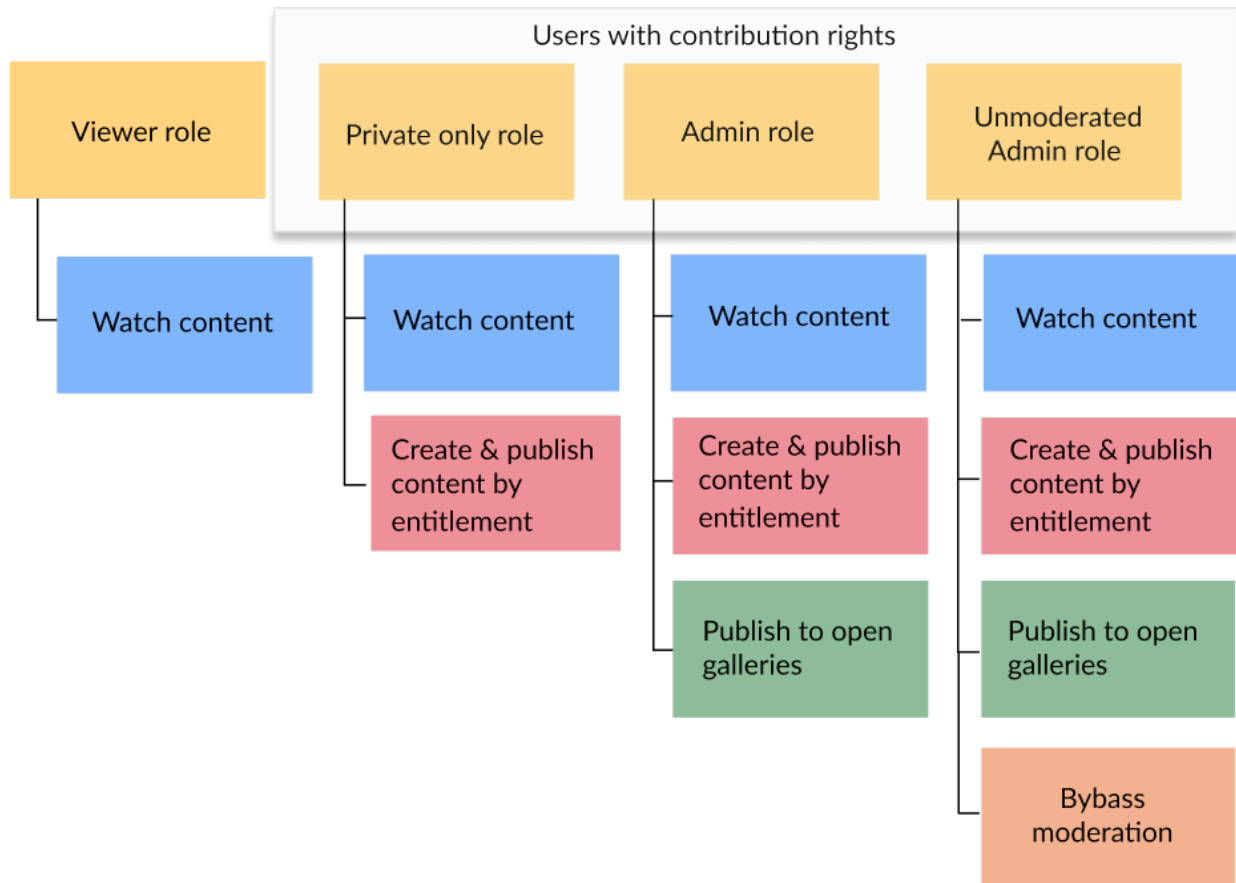 Users with contribution rights
Viewer role
Private only role
Admin role
Unmoderated
Admin role
Watch content
Watch content
Watch content
Watch content
Create & publish
content by
entitlement
Create & publish
content by
entitlement
Create & publish
content by
entitlement
Publish to open
galleries
Publish to open
galleries
Bybass
moderation